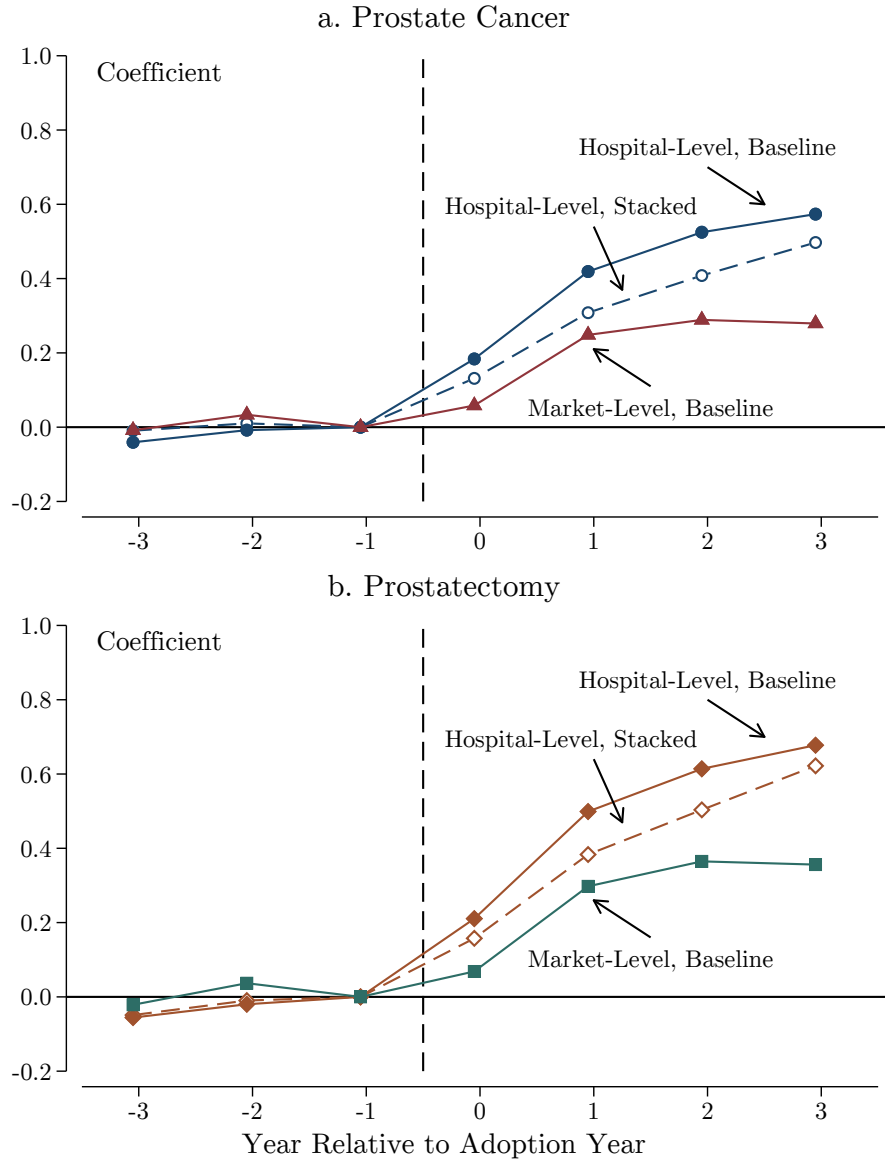 a. Prostate Cancer
1.0
Coefficient
0.8
Hospital-Level, Baseline
0.6
Hospital-Level, Stacked
0.4
0.2
Market-Level, Baseline
0.0
-0.2
-3 -2 -1 0 1 2 3
b. Prostatectomy
1.0
Coefficient
0.8
Hospital-Level, Baseline
Hospital-Level, Stacked
0.6
0.4
0.2
Market-Level, Baseline
0.0
-0.2
-3 -2 -1 0 1 2 3
Year Relative to Adoption Year